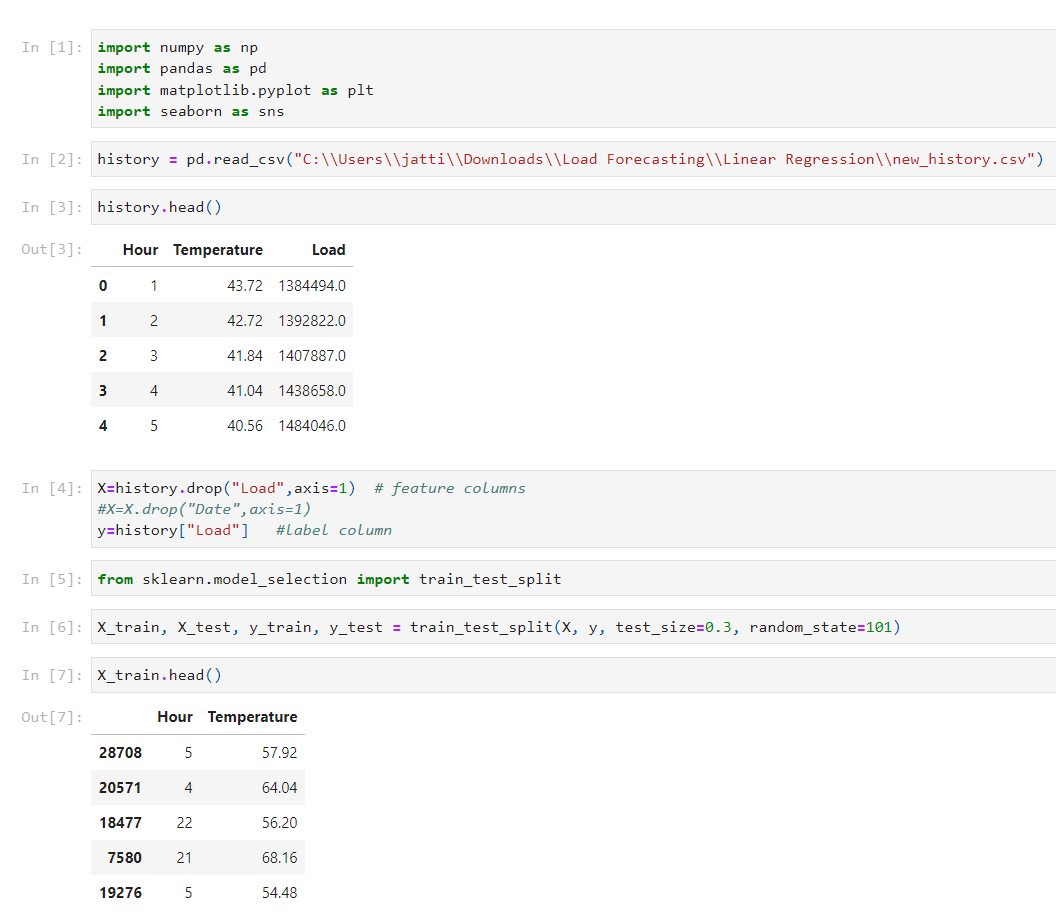 In [1]: import numpy as np
import pandas as pd
import matplotlib.pyplot as plt
import seaborn as sns
In [2]: history = pd.read_csv("C:\\Users\\jatti\\Downloads\\Load Forecasting\\Linear Regression\\new_history.csv")
In [3]: history.head()
Out[3]:
Hour Temperature Load
0 1 43.72 1384494.0
1 2 42.72 1392822.0
2 3 41.84 1407887.0
3 4 41.04 1438658.0
4 5 40.56 1484046.0
In [4]: X=history.drop("Load",axis=1)  # feature columns
#X=X.drop("Date",axis=1)
y=history["Load"]   #label column
In [5]: from sklearn.model_selection import train_test_split
In [6]: X_train, X_test, y_train, y_test = train_test_split(X, y, test_size=0.3, random_state=101)
In [7]: X_train.head()
Out[7]:
Hour Temperature
28708 5 57.92
20571 4 64.04
18477 22 56.20
7580 21 68.16
19276 5 54.48